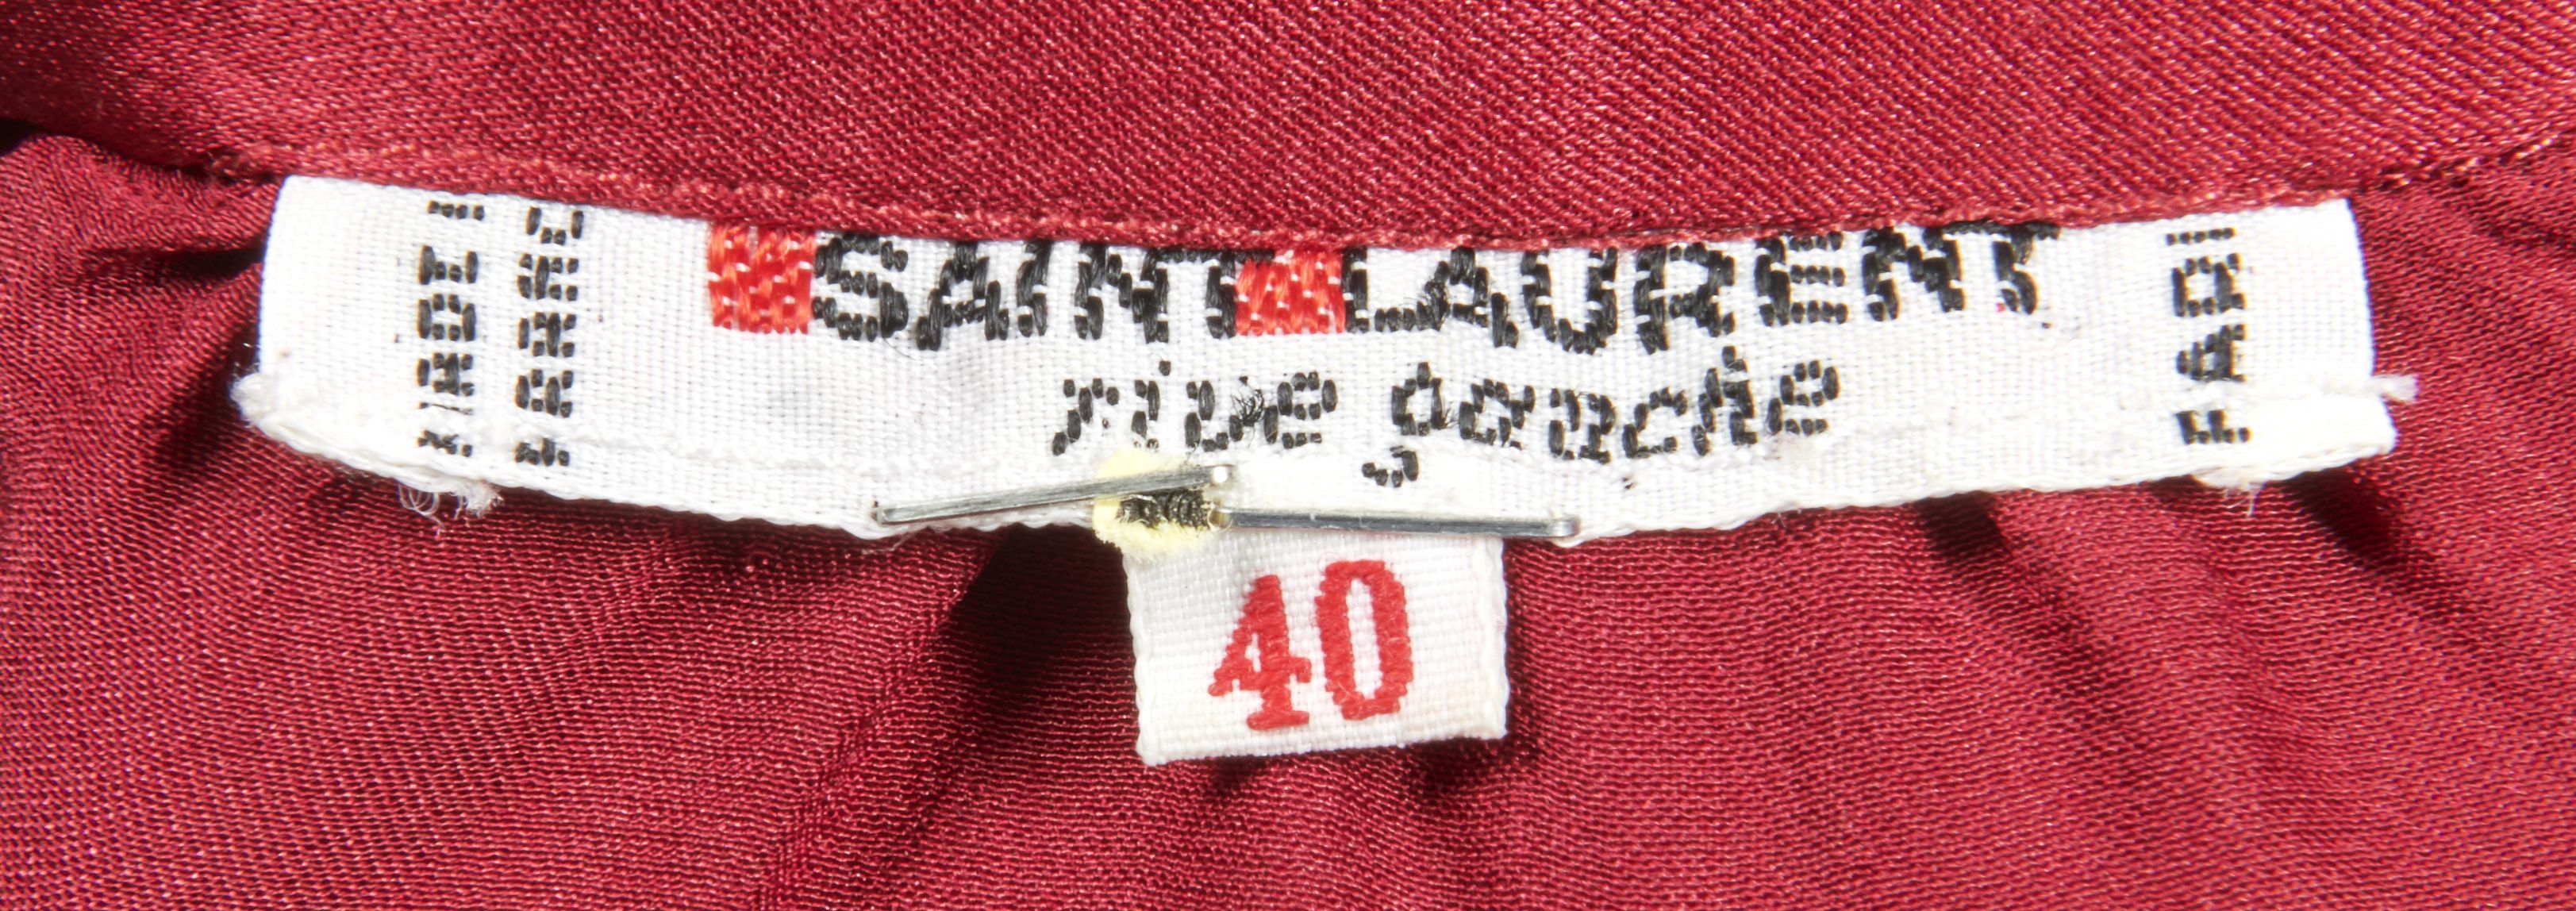 SAINT LAURENT
rive gauche
40